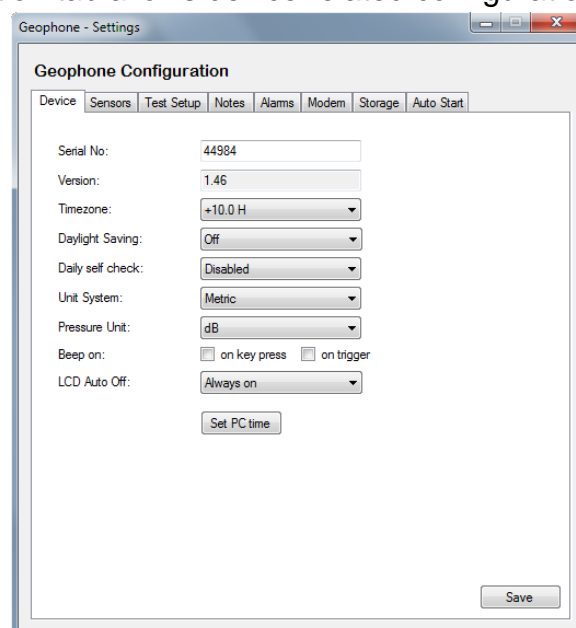 Geophone - Settings
Geophone Configuration
Device Sensors Test Setup Notes Alarms Modem Storage Auto Start
Serial No: 44984
Version: 1.46
Timezone: +10.0 H
Daylight Saving: Off
Daily self check: Disabled
Unit System: Metric
Pressure Unit: dB
Beep on: on key press on trigger
LCD Auto Off: Always on
Set PC time
Save